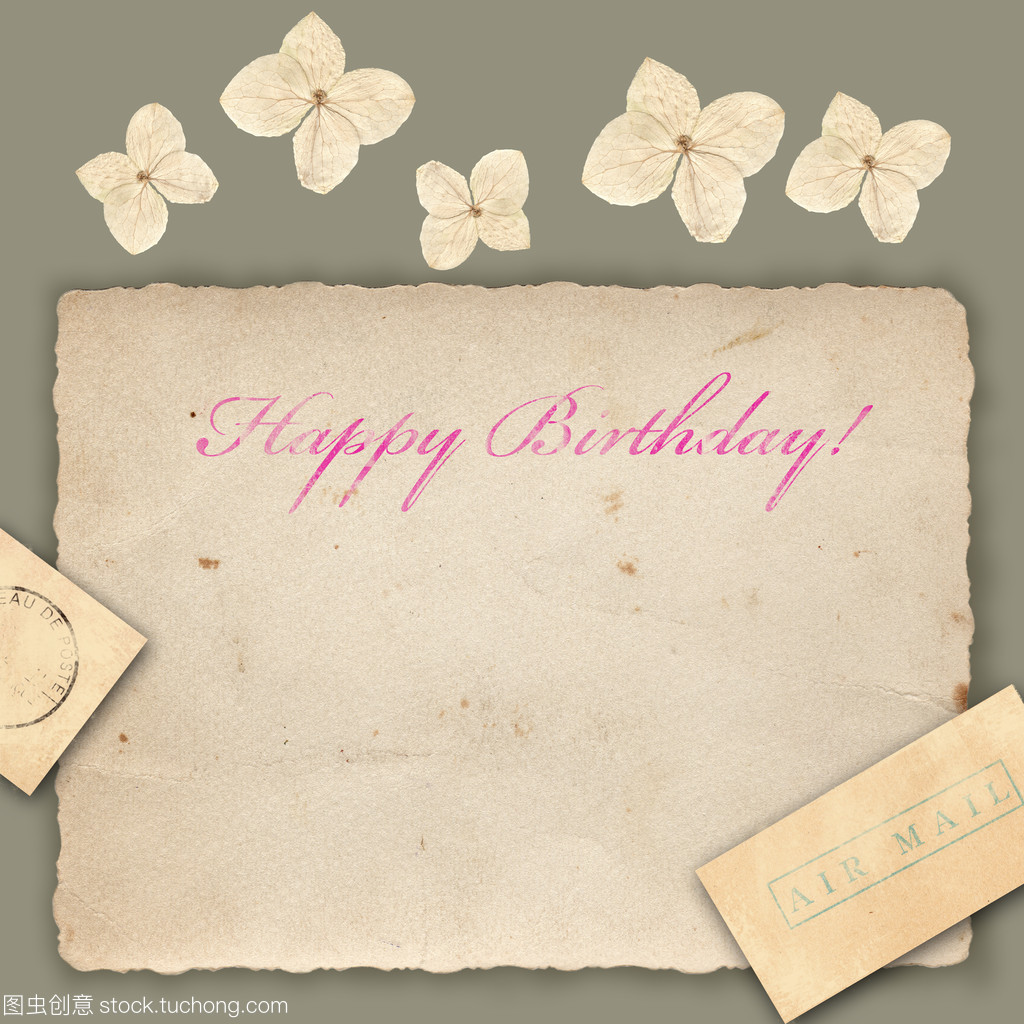 Happy Birthday!
EAU DE POSTE
AIR MAIL
图虫创意 stock.tuchong.com